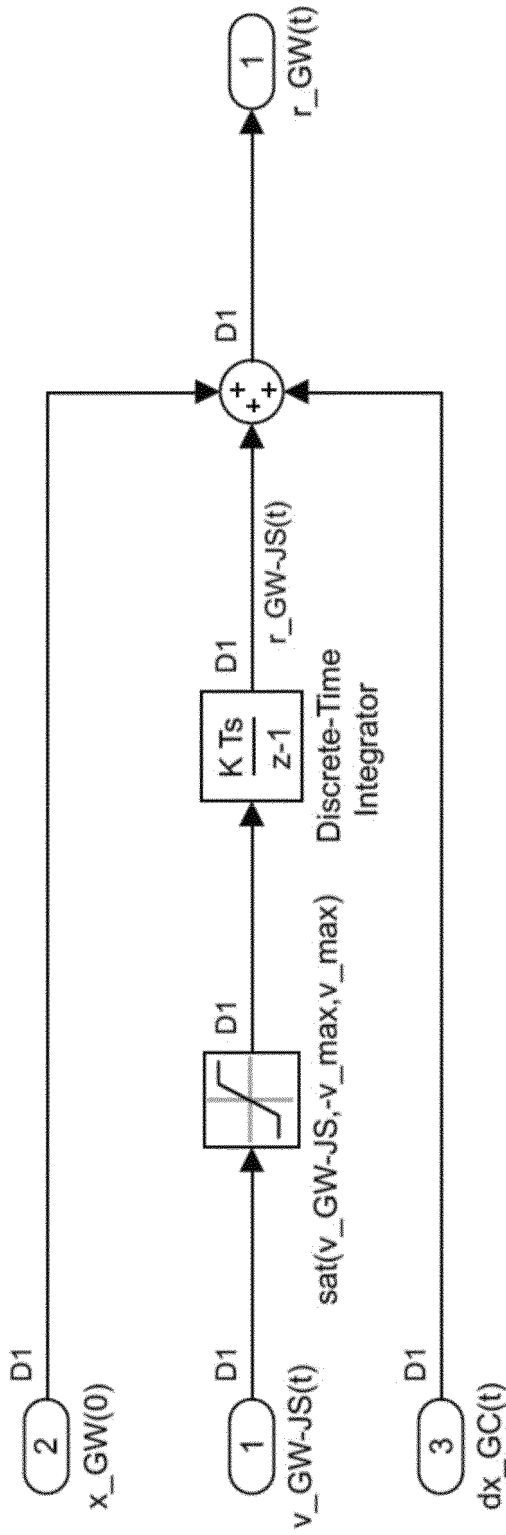 D1
2
x_GW(0)
D1
1
v_GW-JS(t)
D1
3
dx_GC(t)
D1
sat(v_GW-JS,-v_max,v_max)
K Ts
z-1
D1
Discrete-Time
Integrator
r_GW-JS(t)
+
+
+
D1
1
r_GW(t)